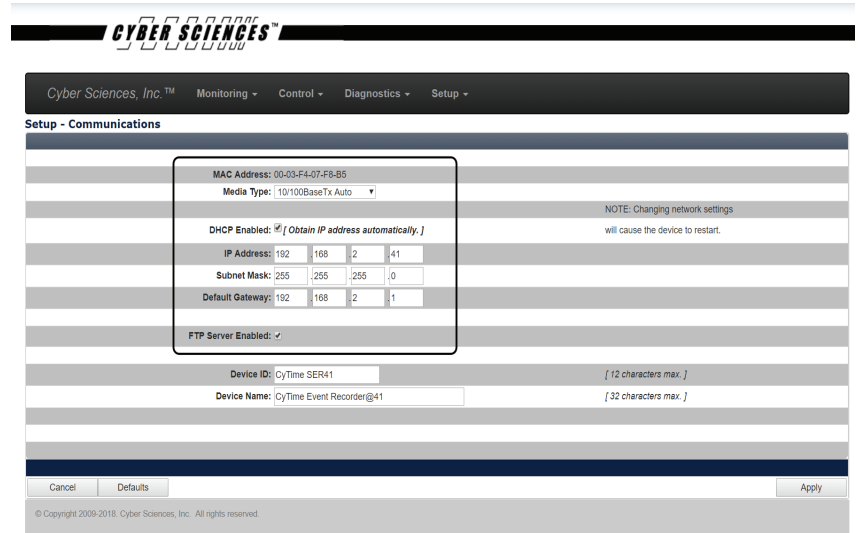 CYBER SCIENCES™
Cyber Sciences, Inc.™ Monitoring Control Diagnostics Setup
Setup - Communications
MAC Address: 00-03-F4-07-F8-B5
Media Type: 10/100BaseTx Auto
NOTE: Changing network settings
DHCP Enabled: [ Obtain IP address automatically. ] will cause the device to restart.
IP Address: 192 .168 .2 .41
Subnet Mask: 255 .255 .255 .0
Default Gateway: 192 .168 .2 .1
FTP Server Enabled:
Device ID: CyTime SER41 [ 12 characters max. ]
Device Name: CyTime Event Recorder@41 [ 32 characters max. ]
Cancel Defaults Apply
© Copyright 2009-2018. Cyber Sciences, Inc. All rights reserved.